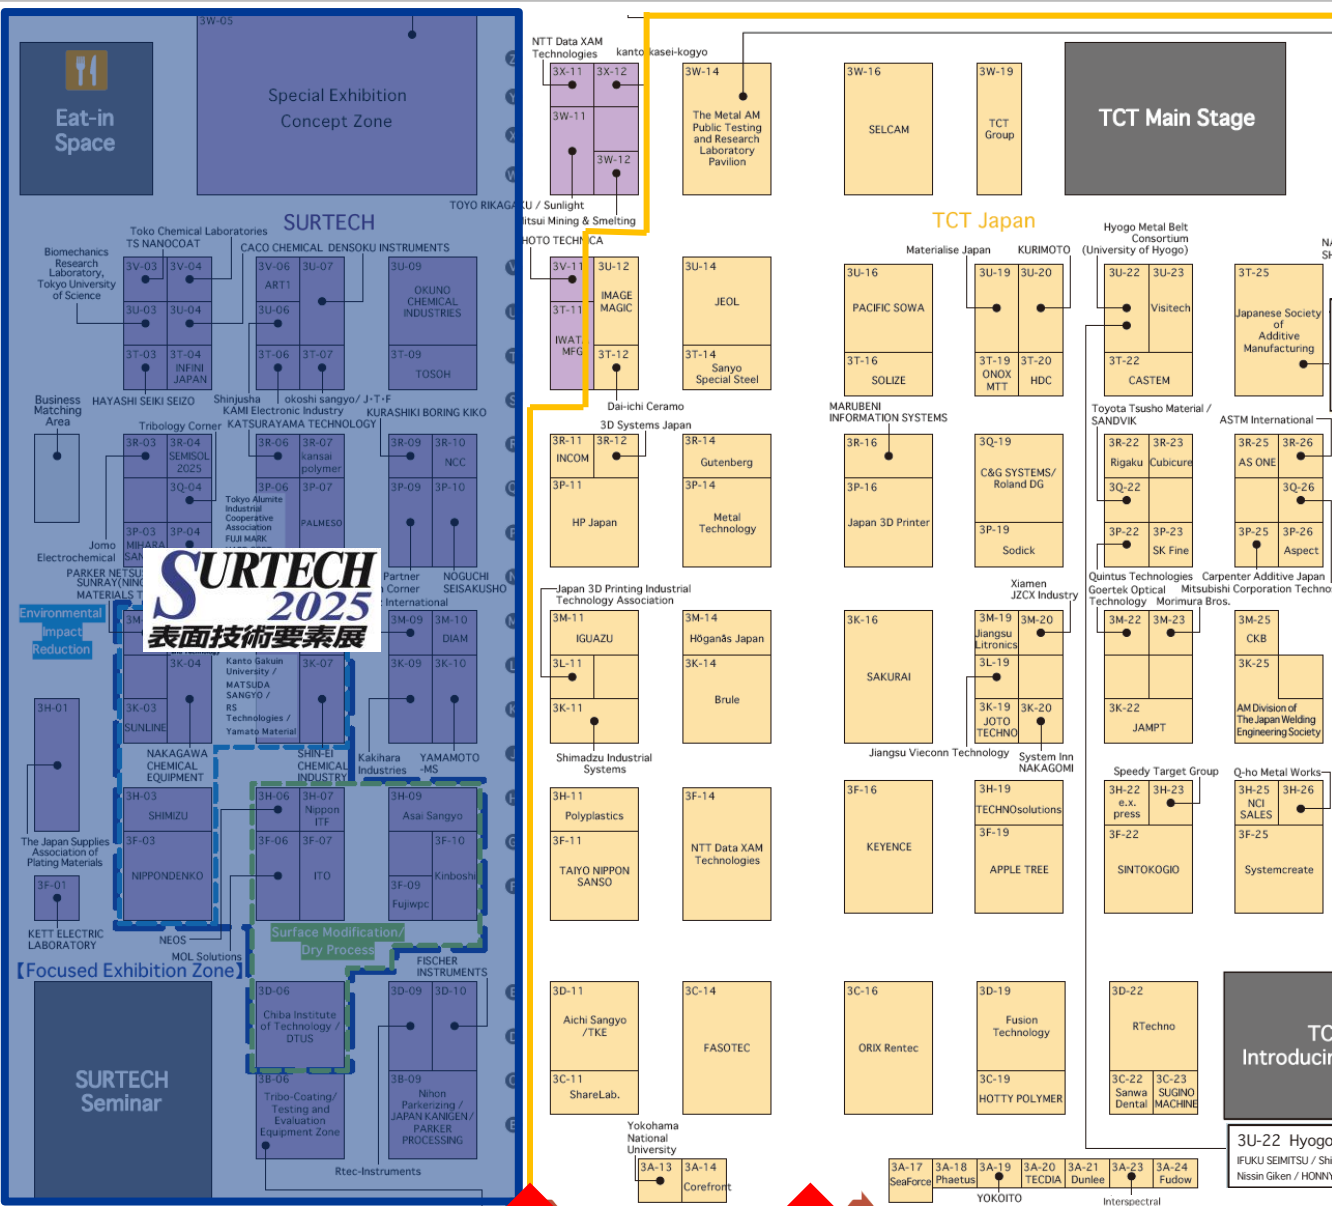 3W-05
Special Exhibition
Concept Zone
Eat-in
Space
Z
Y
X
W
NTT Data XAM
Technologies
kanto kasei-kogyo
3X-11
3X-12
3W-11
3W-12
TOYO RIKAGAKU / Sunlight
Mitsui Mining & Smelting
3W-14
The Metal AM
Public Testing
and Research
Laboratory
Pavilion
3W-16
SELCAM
3W-19
TCT
Group
TCT Main Stage
SURTECH
TCT Japan
Toko Chemical Laboratories
TS NANOCOAT
CACO CHEMICAL
DENSOKU INSTRUMENTS
Biomechanics
Research
Laboratory,
Tokyo University
of Science
3V-03
3V-04
3U-03
3U-04
3T-03
3T-04
INFINI
JAPAN
HAYASHI SEIKI SEIZO
3V-06
ART1
3U-07
3U-06
3T-06
3T-07
Shinjusha
okoshi sangyo/ J・T・F
KAMI Electronic Industry
3U-09
OKUNO
CHEMICAL
INDUSTRIES
3T-09
TOSOH
V
U
T
S
PHOTO TECHNICA
3V-11
3U-12
IMAGE
MAGIC
3T-11
IWATA
MFG
3T-12
Dai-ichi Ceramo
3U-14
JEOL
3T-14
Sanyo
Special Steel
3U-16
PACIFIC SOWA
3T-16
SOLIZE
Materialise Japan
KURIMOTO
3U-19
3U-20
3T-19
ONOX
MTT
3T-20
HDC
Hyogo Metal Belt
Consortium
(University of Hyogo)
3U-22
3U-23
Visitech
3T-22
CASTEM
3T-25
Japanese Society
of
Additive
Manufacturing
Business
Matching
Area
Tribology Corner
KATSURAYAMA TECHNOLOGY
KURASHIKI BORING KIKO
3R-03
3R-04
SEMISOL
2025
3Q-04
3P-03
MIHARA
3P-04
Jomo
Electrochemical
3R-06
3R-07
kansai
polymer
3P-06
3P-07
PALMESO
Tokyo Alumite
Industrial
Cooperative
Association
FUJI MARK
3R-09
3R-10
NCC
3P-09
3P-10
R
Q
P
N
Partner
Corner
International
NOGUCHI
SEISAKUSHO
3D Systems Japan
3R-11
INCOM
3R-12
3P-11
HP Japan
3R-14
Gutenberg
3P-14
Metal
Technology
MARUBENI
INFORMATION SYSTEMS
3R-16
3P-16
Japan 3D Printer
3Q-19
C&G SYSTEMS/
Roland DG
3P-19
Sodick
Toyota Tsusho Material /
SANDVIK
3R-22
Rigaku
3R-23
Cubicure
3Q-22
3P-22
3P-23
SK Fine
ASTM International
3R-25
AS ONE
3R-26
3Q-26
3P-25
3P-26
Aspect
SURTECH
2025
表面技術要素展
PARKER NETSU
SUNRAY(NING
MATERIALS T
Environmental
Impact
Reduction
3K-04
3K-03
SUNLINE
NAKAGAWA
CHEMICAL
EQUIPMENT
Kanto Gakuin
University /
MATSUDA
SANGYO /
RS
Technologies /
Yamato Material
3K-07
SHIN-EI
CHEMICAL
INDUSTRY
3M-09
3M-10
DIAM
3K-09
3K-10
Kakihara
Industries
YAMAMOTO
-MS
M
L
K
J
Japan 3D Printing Industrial
Technology Association
3M-11
IGUAZU
3L-11
3K-11
Shimadzu Industrial
Systems
3M-14
Höganäs Japan
3K-14
Brule
3K-16
SAKURAI
Xiamen
JZCX Industry
3M-19
Jiangsu
Litronics
3M-20
3L-19
3K-19
JOTO
TECHNO
3K-20
Jiangsu Vieconn Technology
System Inn
NAKAGOMI
Quintus Technologies
Goertek Optical
Technology
Morimura Bros.
3M-22
3M-23
3K-22
JAMPT
Carpenter Additive Japan
Mitsubishi Corporation Techno
3M-25
CKB
3K-25
AM Division of
The Japan Welding
Engineering Society
3H-01
The Japan Supplies
Association of
Plating Materials
3F-01
KETT ELECTRIC
LABORATORY
3H-03
SHIMIZU
3F-03
NIPPONDENKO
3H-06
3H-07
Nippon
ITF
3F-06
3F-07
ITO
NEOS
MOL Solutions
3H-09
Asai Sangyo
3F-10
Kinboshi
3F-09
Fujiwpc
H
G
F
Surface Modification/
Dry Process
【Focused Exhibition Zone】
FISCHER
INSTRUMENTS
3H-11
Polyplastics
3F-11
TAIYO NIPPON
SANSO
3F-14
NTT Data XAM
Technologies
3F-16
KEYENCE
3H-19
TECHNOsolutions
3F-19
APPLE TREE
Speedy Target Group
3H-22
e.x.
press
3H-23
3F-22
SINTOKOGIO
Q-ho Metal Works
3H-25
NCI
SALES
3H-26
3F-25
Systemcreate
SURTECH
Seminar
3D-06
Chiba Institute
of Technology /
DTUS
3B-06
Tribo-Coating/
Testing and
Evaluation
Equipment Zone
3D-09
3D-10
3B-09
Nihon
Parkerizing /
JAPAN KANIGEN/
PARKER
PROCESSING
Rtec-Instruments
E
D
C
B
3D-11
Aichi Sangyo
/TKE
3C-11
ShareLab.
3C-14
FASOTEC
3C-16
ORIX Rentec
3D-19
Fusion
Technology
3C-19
HOTTY POLYMER
3D-22
RTechno
3C-22
Sanwa
Dental
3C-23
SUGINO
MACHINE
TC
Introducin
Yokohama
National
University
3A-13
3A-14
Corefront
3A-17
SeaForce
3A-18
Phaetus
3A-19
YOKOITO
3A-20
TECDIA
3A-21
Dunlee
3A-23
Interspectral
3A-24
Fudow
3U-22 Hyogo
IFUKU SEIMITSU / Shi
Nissin Giken / HONNY